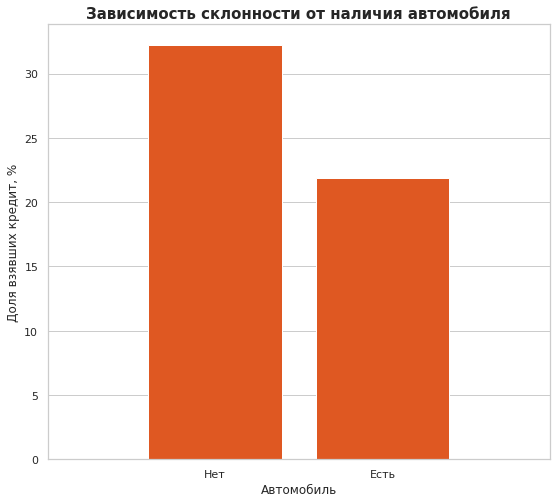 Зависимость склонности от наличия автомобиля
Доля взявших кредит, %
30
25
20
15
10
5
0
Нет
Есть
Автомобиль